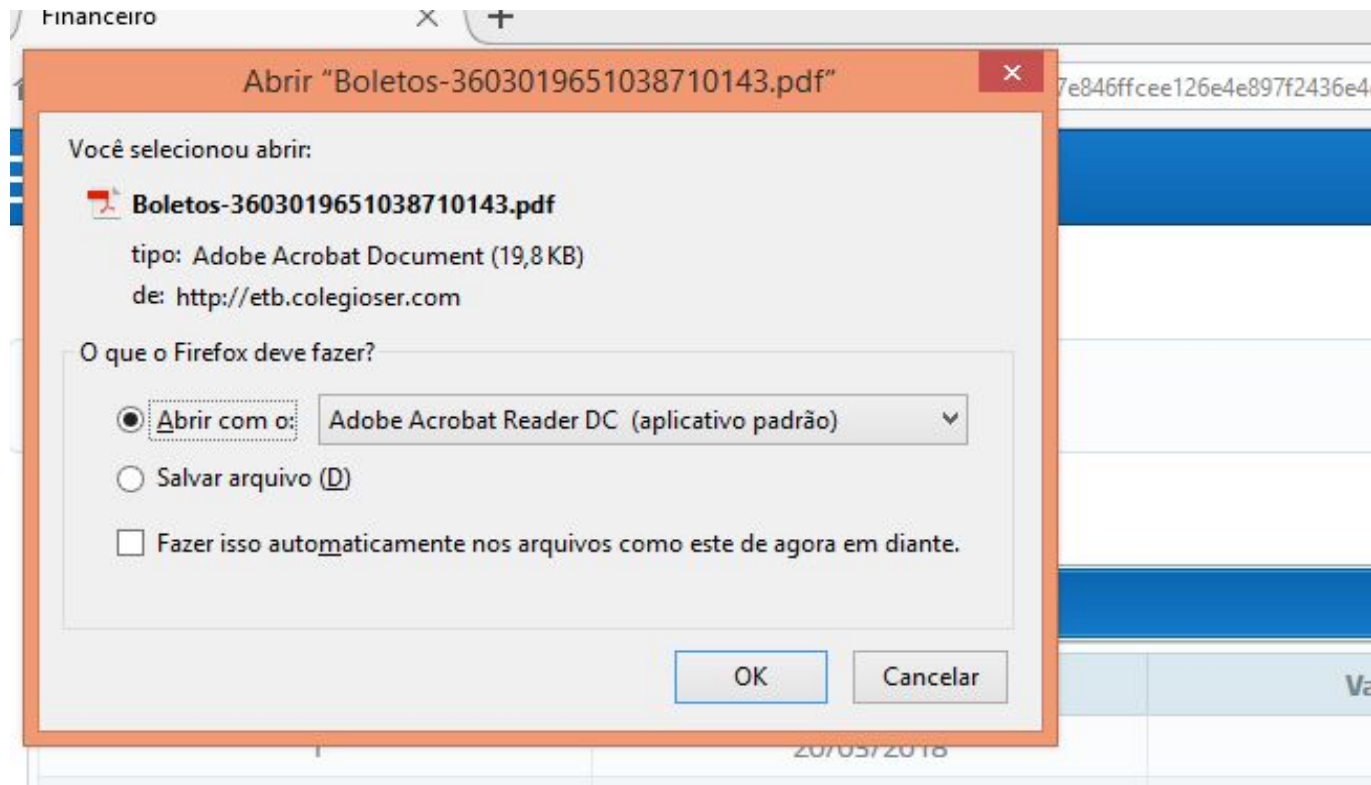 Financeiro
Abrir “Boletos-3603019651038710143.pdf”
7e846ffcee126e4e897f2436e4
Você selecionou abrir:
Boletos-3603019651038710143.pdf
tipo: Adobe Acrobat Document (19,8 KB)
de: http://etb.colegioser.com
O que o Firefox deve fazer?
Abrir com o: Adobe Acrobat Reader DC (aplicativo padrão)
Salvar arquivo (D)
Fazer isso automaticamente nos arquivos como este de agora em diante.
OK Cancelar
Va
1 20/03/2018